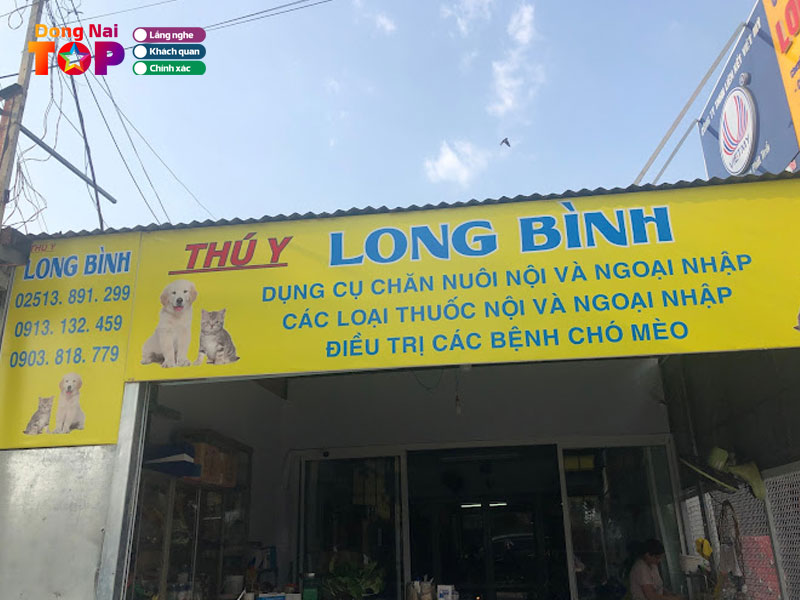 Đồng Nai
TOP
Lắng nghe
Khách quan
Chính xác
THÚ Y
LONG BÌNH
02513. 891. 299
0913. 132. 459
0903. 818. 779
THÚ Y LONG BÌNH
DỤNG CỤ CHĂN NUÔI NỘI VÀ NGOẠI NHẬP
CÁC LOẠI THUỐC NỘI VÀ NGOẠI NHẬP
ĐIỀU TRỊ CÁC BỆNH CHÓ MÈO
VIETMY